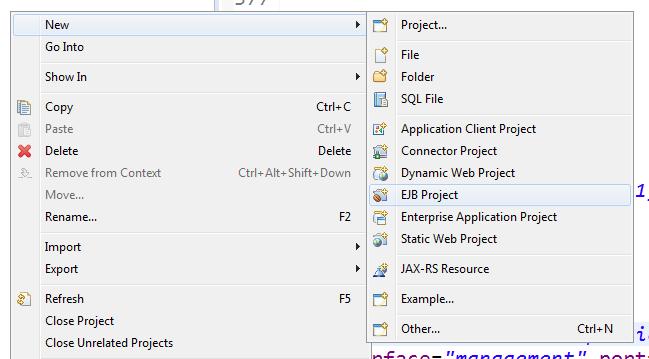 New
Go Into
Show In
Copy Ctrl+C
Paste Ctrl+V
Delete Delete
Remove from Context Ctrl+Alt+Shift+Down
Move...
Rename... F2
Import
Export
Refresh F5
Close Project
Close Unrelated Projects
Project...
File
Folder
SQL File
Application Client Project
Connector Project
Dynamic Web Project
EJB Project
Enterprise Application Project
Static Web Project
JAX-RS Resource
Example...
Other... Ctrl+N
rface="management" port